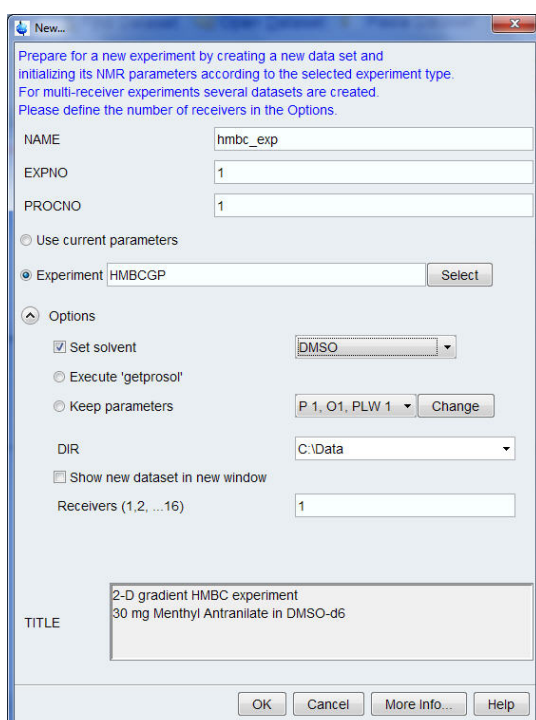 New...
Prepare for a new experiment by creating a new data set and
initializing its NMR parameters according to the selected experiment type.
For multi-receiver experiments several datasets are created.
Please define the number of receivers in the Options.
NAME hmbc_exp
EXPNO 1
PROCNO 1
Use current parameters
Experiment HMBCGP Select
Options
Set solvent DMSO
Execute 'getprosol'
Keep parameters P 1, O1, PLW 1 Change
DIR C:\Data
Show new dataset in new window
Receivers (1,2, ...16) 1
2-D gradient HMBC experiment
30 mg Menthyl Antranilate in DMSO-d6
TITLE
OK Cancel More Info... Help